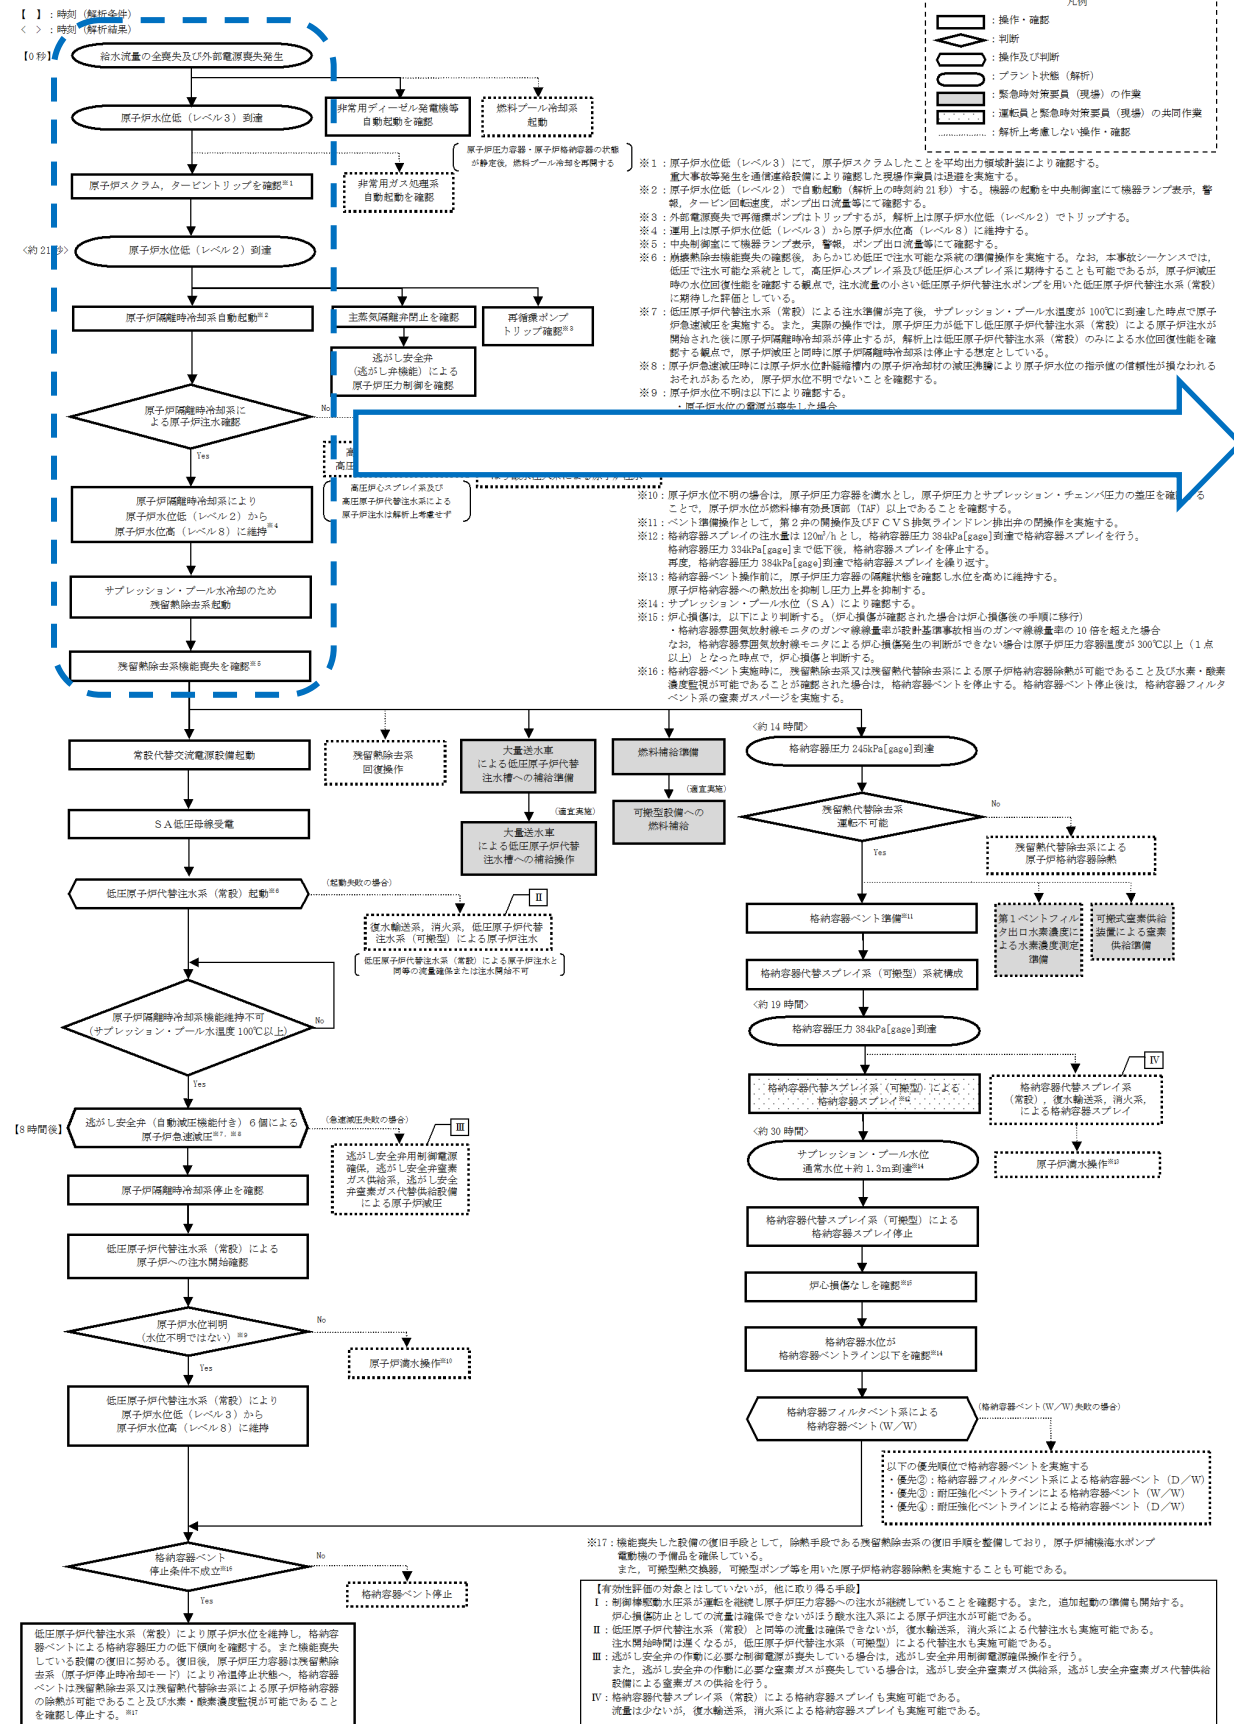 【　】：時刻（解析条件）
＜　＞：時刻（解析結果）
凡例
：操作・確認
：判断
：操作及び判断
：プラント状態（解析）
：緊急時対策要員（現場）の作業
：運転員と緊急時対策要員（現場）の共同作業
：解析上考慮しない操作・確認
【0秒】
給水流量の全喪失及び外部電源喪失発生
原子炉水位低（レベル３）到達
非常用ディーゼル発電機等
自動起動を確認
燃料プール冷却系
起動
原子炉圧力容器・原子炉格納容器の状態
が静定後，燃料プール冷却を再開する
原子炉スクラム，タービントリップを確認※1
非常用ガス処理系
自動起動を確認
〈約21秒〉
原子炉水位低（レベル２）到達
原子炉隔離時冷却系自動起動※2
主蒸気隔離弁閉止を確認
再循環ポンプ
トリップ確認※3
逃がし安全弁
（逃がし弁機能）による
原子炉圧力制御を確認
原子炉隔離時冷却系に
よる原子炉注水確認
No
Yes
高圧炉心スプレイ系及び
高圧原子炉代替注水系による
原子炉注水は解析上考慮せず
原子炉隔離時冷却系により
原子炉水位低（レベル２）から
原子炉水位高（レベル８）に維持※4
サプレッション・プール水冷却のため
残留熱除去系起動
残留熱除去系機能喪失を確認※5
※１：原子炉水位低（レベル３）にて，原子炉スクラムしたことを平均出力領域計装により確認する。
重大事故等発生を通信連絡設備により確認した現場作業員は退避を実施する。
※２：原子炉水位低（レベル２）で自動起動（解析上の時刻約21秒）する。機器の起動を中央制御室にて機器ランプ表示，警
報，タービン回転速度，ポンプ出口流量等にて確認する。
※３：外部電源喪失で再循環ポンプはトリップするが，解析上は原子炉水位低（レベル２）でトリップする。
※４：運用上は原子炉水位低（レベル３）から原子炉水位高（レベル８）に維持する。
※５：中央制御室にて機器ランプ表示，警報，ポンプ出口流量等にて確認する。
※６：崩壊熱除去機能喪失の確認後，あらかじめ低圧で注水可能な系統の準備操作を実施する。なお，本事故シーケンスでは，
低圧で注水可能な系統として，高圧炉心スプレイ系及び低圧炉心スプレイ系に期待することも可能であるが，原子炉減圧
時の水位回復性能を確認する観点で，注水流量の小さい低圧原子炉代替注水ポンプを用いた低圧原子炉代替注水系（常設）
に期待した評価としている。
※７：低圧原子炉代替注水系（常設）による注水準備が完了後，サプレッション・プール水温度が100℃に到達した時点で原子
炉急速減圧を実施する。また，実際の操作では，原子炉圧力が低下し低圧原子炉代替注水系（常設）による原子炉注水が
開始された後に原子炉隔離時冷却系が停止するが，解析上は低圧原子炉代替注水系（常設）のみによる水位回復性能を確
認する観点で，原子炉減圧と同時に原子炉隔離時冷却系は停止する想定としている。
※８：原子炉急速減圧時には原子炉水位計凝縮槽内の原子炉冷却材の減圧沸騰により原子炉水位の指示値の信頼性が損なわれる
おそれがあるため，原子炉水位不明でないことを確認する。
※９：原子炉水位不明は以下により確認する。
・原子炉水位の電源が喪失した場合
※10：原子炉水位不明の場合は，原子炉圧力容器を満水とし，原子炉圧力とサプレッション・チェンバ圧力の差圧を確　る
ことで，原子炉水位が燃料棒有効長頂部（TAF）以上であることを確認する。
※11：ベント準備操作として，第２弁の開操作及びＦＣＶＳ排気ラインドレン排出弁の閉操作を実施する。
※12：格納容器スプレイの注水量は120m³/hとし，格納容器圧力384kPa[gage]到達で格納容器スプレイを行う。
格納容器圧力334kPa[gage]まで低下後，格納容器スプレイを停止する。
再度，格納容器圧力384kPa[gage]到達で格納容器スプレイを繰り返す。
※13：格納容器ベント操作前に，原子炉圧力容器の隔離状態を確認し水位を高めに維持する。
原子炉格納容器への熱放出を抑制し圧力上昇を抑制する。
※14：サプレッション・プール水位（ＳＡ）により確認する。
※15：炉心損傷は，以下により判断する。（炉心損傷が確認された場合は炉心損傷後の手順に移行）
・格納容器雰囲気放射線モニタのガンマ線線量率が設計基準事故相当のガンマ線線量率の10倍を超えた場合
なお，格納容器雰囲気放射線モニタによる炉心損傷発生の判断ができない場合は原子炉圧力容器温度が300℃以上（１点
以上）となった時点で，炉心損傷と判断する。
※16：格納容器ベント実施時に，残留熱除去系又は残留熱代替除去系による原子炉格納容器除熱が可能であること及び水素・酸素
濃度監視が可能であることが確認された場合は，格納容器ベントを停止する。格納容器ベント停止後は，格納容器フィルタ
ベント系の窒素ガスパージを実施する。
常設代替交流電源設備起動
残留熱除去系
回復操作
大量送水車
による低圧原子炉代替
注水槽への補給準備
燃料補給準備
〈約14時間〉
格納容器圧力245kPa[gage]到達
（適宜実施）
（適宜実施）
大量送水車
による低圧原子炉代替
注水槽への補給操作
可搬型設備への
燃料補給
残留熱代替除去系
運転不可能
No
Yes
残留熱代替除去系による
原子炉格納容器除熱
ＳＡ低圧母線受電
低圧原子炉代替注水系（常設）起動※6
（起動失敗の場合）
Ⅱ
復水輸送系，消火系，低圧原子炉代替
注水系（可搬型）による原子炉注水
低圧原子炉代替注水系（常設）による原子炉注水と
同等の流量確保または注水開始不可
格納容器ベント準備※11
第１ベントフィル
タ出口水素濃度に
よる水素濃度測定
準備
可搬式窒素供給
装置による窒素
供給準備
格納容器代替スプレイ系（可搬型）系統構成
〈約19時間〉
格納容器圧力384kPa[gage]到達
原子炉隔離時冷却系機能維持不可
（サプレッション・プール水温度100℃以上）
No
Yes
Ⅳ
格納容器代替スプレイ系（可搬型）による
格納容器スプレイ※12
格納容器代替スプレイ系
（常設），復水輸送系，消火系，
による格納容器スプレイ
【8時間後】
逃がし安全弁（自動減圧機能付き）６個による
原子炉急速減圧※7，※8
（急速減圧失敗の場合）
Ⅲ
逃がし安全弁用制御電源
確保，逃がし安全弁窒素
ガス供給系，逃がし安全
弁窒素ガス代替供給設備
による原子炉減圧
〈約30時間〉
サプレッション・プール水位
通常水位＋約1.3m到達※14
原子炉満水操作※13
原子炉隔離時冷却系停止を確認
格納容器代替スプレイ系（可搬型）による
格納容器スプレイ停止
低圧原子炉代替注水系（常設）による
原子炉への注水開始確認
炉心損傷なしを確認※15
原子炉水位判明
（水位不明ではない）※9
No
Yes
原子炉満水操作※10
格納容器水位が
格納容器ベントライン以下を確認※14
低圧原子炉代替注水系（常設）により
原子炉水位低（レベル３）から
原子炉水位高（レベル８）に維持
格納容器フィルタベント系による
格納容器ベント(W／W)
（格納容器ベント(W／W)失敗の場合）
以下の優先順位で格納容器ベントを実施する
・優先②：格納容器フィルタベント系による格納容器ベント（Ｄ／Ｗ）
・優先③：耐圧強化ベントラインによる格納容器ベント（Ｗ／Ｗ）
・優先④：耐圧強化ベントラインによる格納容器ベント（Ｄ／Ｗ）
格納容器ベント
停止条件不成立※16
No
Yes
格納容器ベント停止
※17：機能喪失した設備の復旧手段として，除熱手段である残留熱除去系の復旧手順を整備しており，原子炉補機海水ポンプ
電動機の予備品を確保している。
また，可搬型熱交換器，可搬型ポンプ等を用いた原子炉格納容器除熱を実施することも可能である。
低圧原子炉代替注水系（常設）により原子炉水位を維持し，格納容
器ベントによる格納容器圧力の低下傾向を確認する。また機能喪失
している設備の復旧に努める。復旧後，原子炉圧力容器は残留熱除
去系（原子炉停止時冷却モード）により冷温停止状態へ，格納容器
ベントは残留熱除去系又は残留熱代替除去系による原子炉格納容器
の除熱が可能であること及び水素・酸素濃度監視が可能であること
を確認し停止する。※17
【有効性評価の対象とはしていないが，他に取り得る手段】
Ⅰ：制御棒駆動水圧系が運転を継続し原子炉圧力容器への注水が継続していることを確認する。また，追加起動の準備も開始する。
炉心損傷防止としての流量は確保できないがほう酸水注入系による原子炉注水が可能である。
Ⅱ：低圧原子炉代替注水系（常設）と同等の流量は確保できないが，復水輸送系，消火系による代替注水も実施可能である。
注水開始時間は遅くなるが，低圧原子炉代替注水系（可搬型）による代替注水も実施可能である。
Ⅲ：逃がし安全弁の作動に必要な制御電源が喪失している場合は，逃がし安全弁用制御電源確保操作を行う。
また，逃がし安全弁の作動に必要な窒素ガスが喪失している場合は，逃がし安全弁窒素ガス供給系，逃がし安全弁窒素ガス代替供給
設備による窒素ガスの供給を行う。
Ⅳ：格納容器代替スプレイ系（常設）による格納容器スプレイも実施可能である。
流量は少ないが，復水輸送系，消火系による格納容器スプレイも実施可能である。